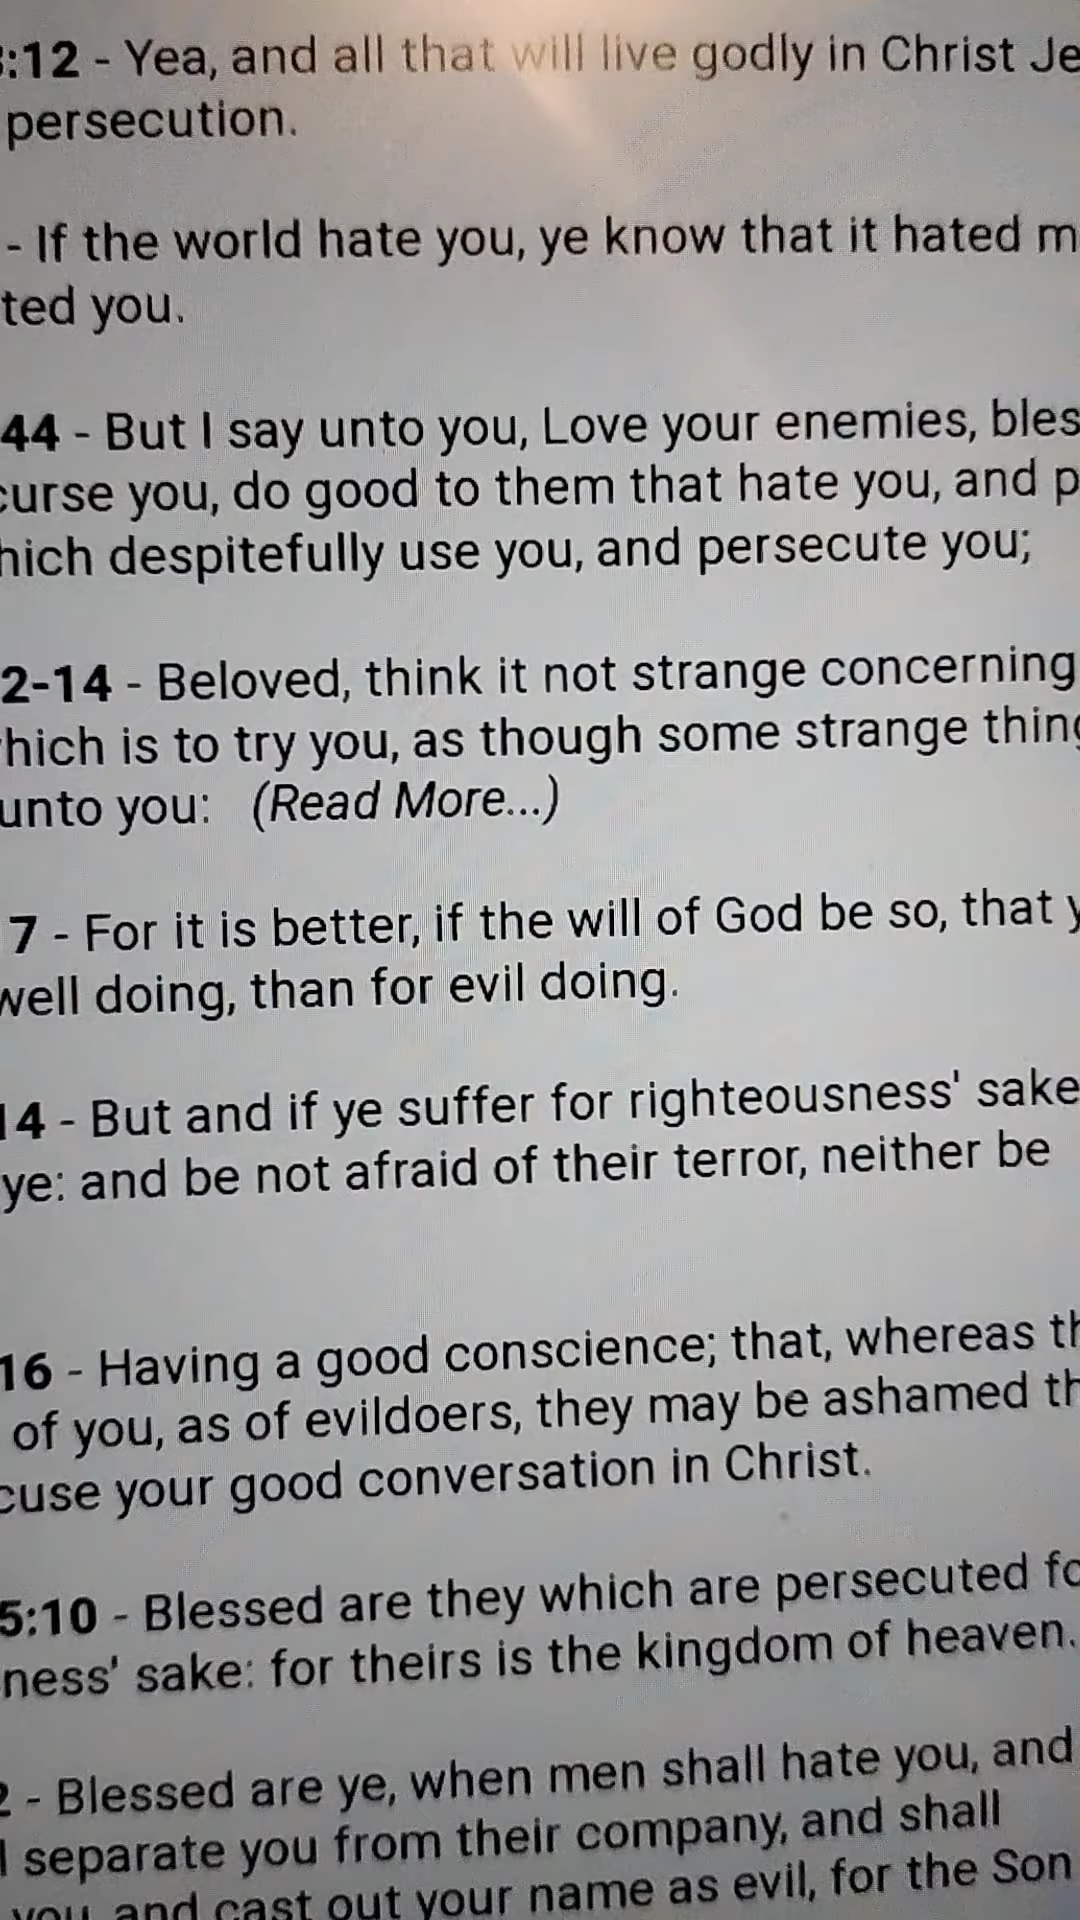 :12 - Yea, and all that will live godly in Christ Je
persecution.
- If the world hate you, ye know that it hated m
ted you.
44 - But I say unto you, Love your enemies, bles
curse you, do good to them that hate you, and p
hich despitefully use you, and persecute you;
2-14 - Beloved, think it not strange concerning
hich is to try you, as though some strange thing
unto you: (Read More...)
7 - For it is better, if the will of God be so, that y
well doing, than for evil doing.
14 - But and if ye suffer for righteousness' sake
ye: and be not afraid of their terror, neither be
16 - Having a good conscience; that, whereas th
of you, as of evildoers, they may be ashamed th
cuse your good conversation in Christ.
5:10 - Blessed are they which are persecuted fo
ness' sake: for theirs is the kingdom of heaven.
2 - Blessed are ye, when men shall hate you, and
l separate you from their company, and shall
you, and cast out your name as evil, for the Son